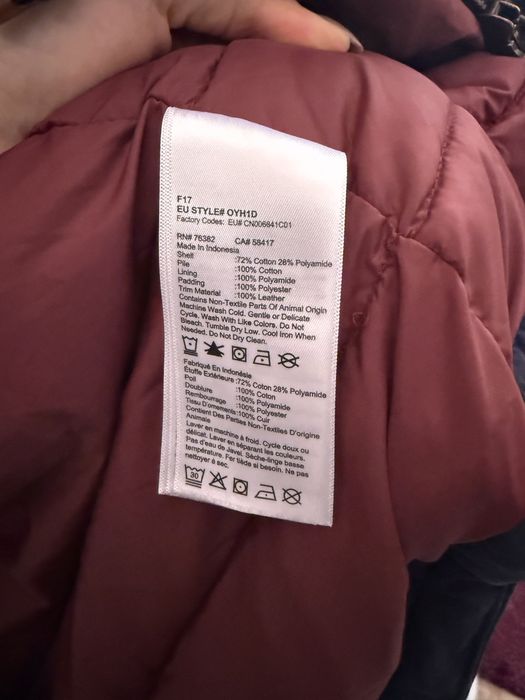 F17
EU STYLE# OYH1D
Factory Codes: EU# CN006841C01
RN# 76382 CA# 58417
Made In Indonesia
Shell :72% Cotton 28% Polyamide
Pile :100% Cotton
Lining :100% Polyamide
Padding :100% Polyester
Trim Material :100% Leather
Contains Non-Textile Parts Of Animal Origin
Machine Wash Cold. Gentle or Delicate
Cycle, Wash With Like Colors. Do Not
Bleach. Tumble Dry Low. Cool Iron When
Needed. Do Not Dry Clean.
Fabriqué En Indonésie
Étoffe Extérieure :72% Coton 28% Polyamide
Poil :100% Coton
Doublure :100% Polyamide
Rembourrage :100% Polyester
Tissu D'ornements :100% Cuir
Contient Des Parties Non-Textiles D'origine
Animale
Laver en machine à froid. Cycle doux ou
délicat. Laver en séparant les couleurs.
Pas d'eau de Javel. Sèche-linge basse
température. Fer tiède si besoin. Ne pas
nettoyer à sec.
30